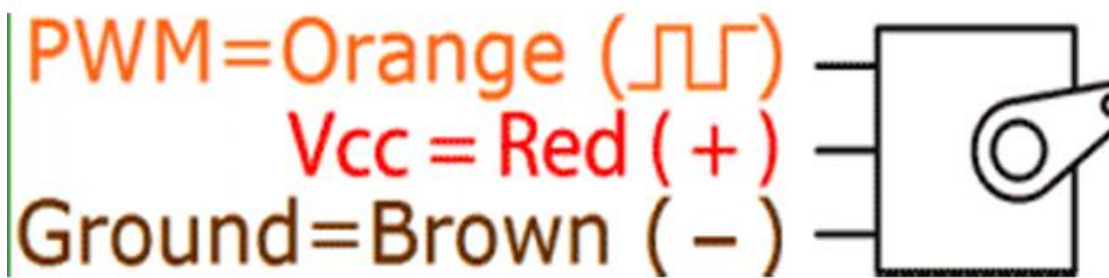 PWM=Orange (⎍⎍)
Vcc = Red ( + )
Ground=Brown ( − )